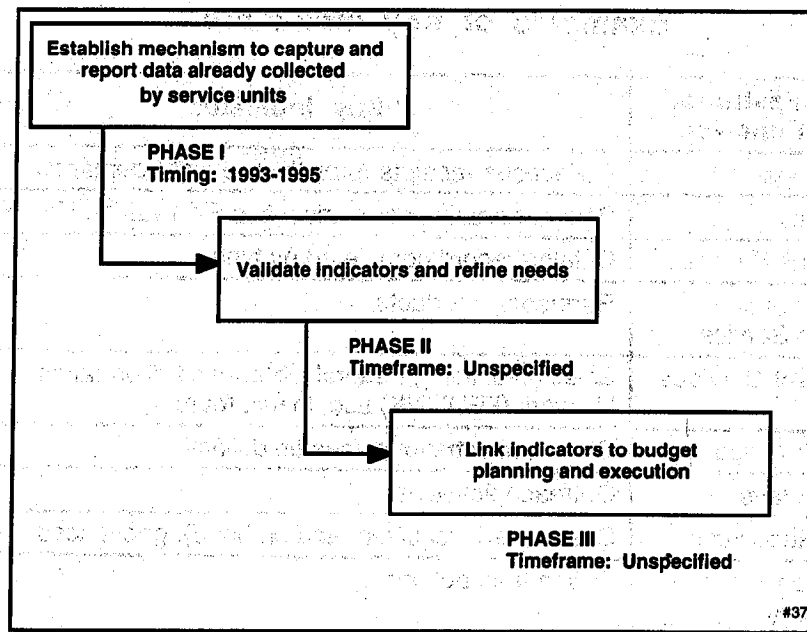 Establish mechanism to capture and
report data already collected
by service units
PHASE I
Timing: 1993-1995
Validate indicators and refine needs
PHASE II
Timeframe: Unspecified
Link indicators to budget
planning and execution
PHASE III
Timeframe: Unspecified
#37